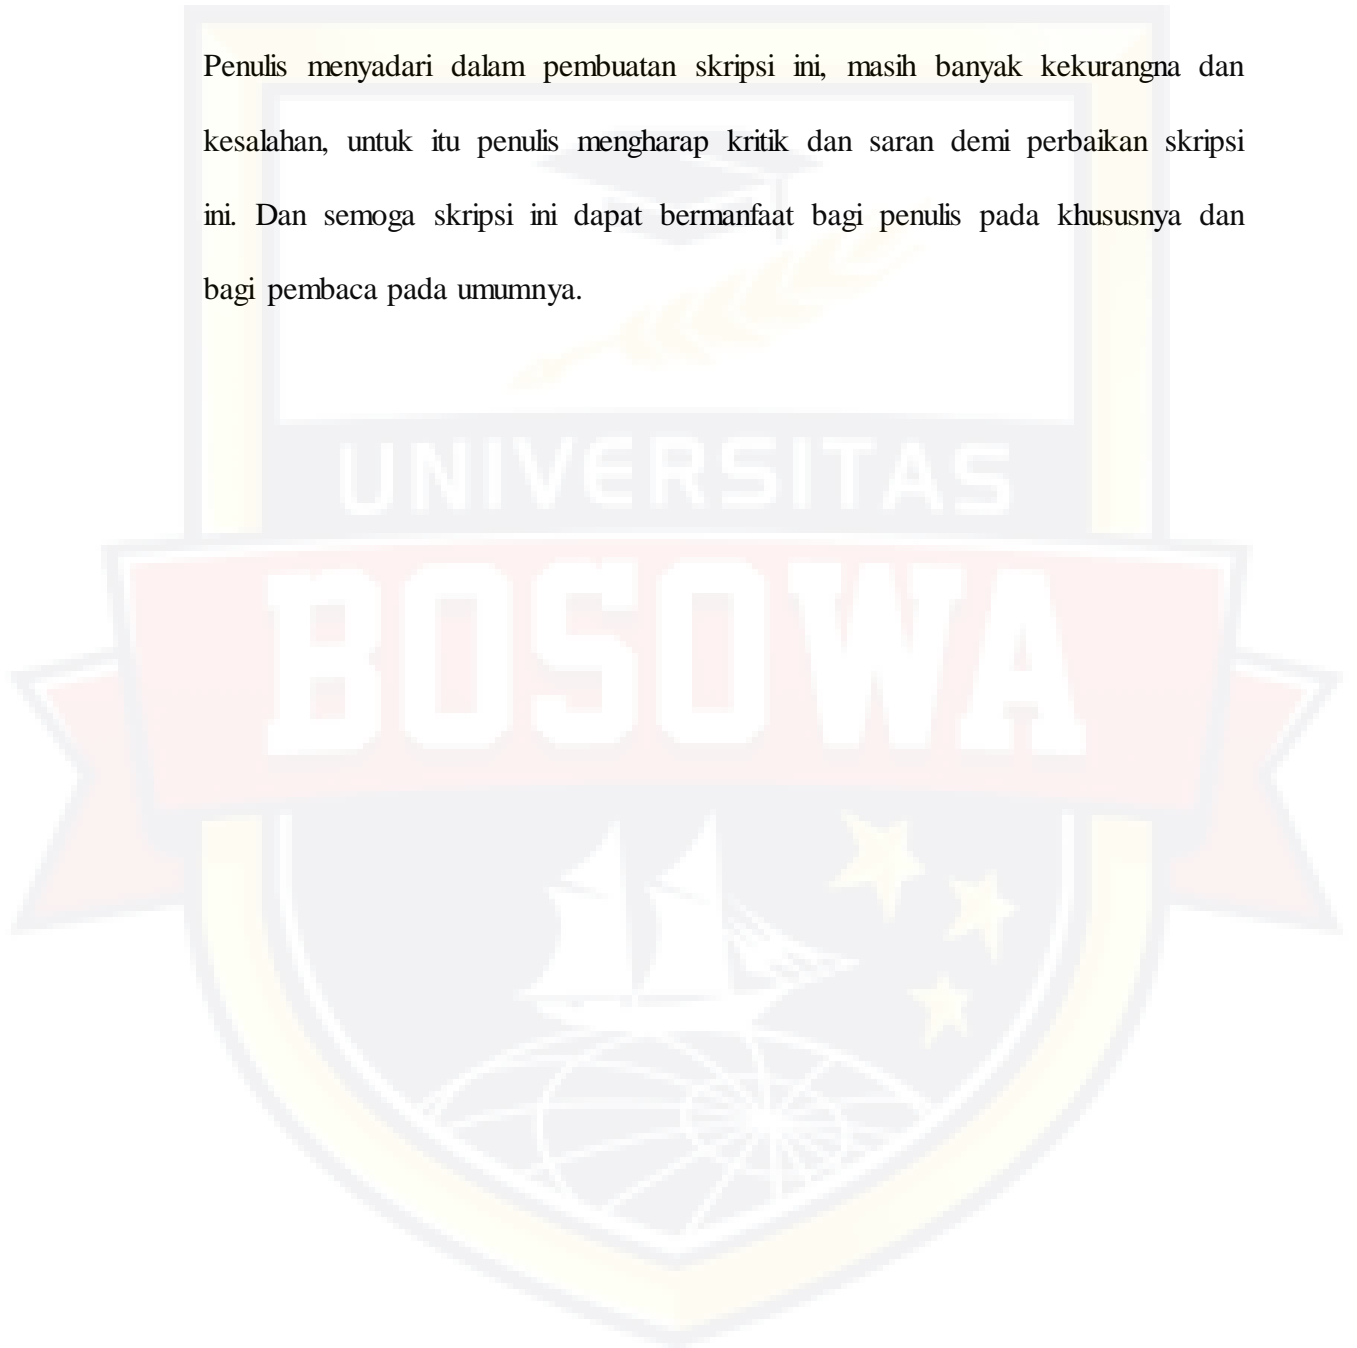 Penulis menyadari dalam pembuatan skripsi ini, masih banyak kekurangna dan
kesalahan, untuk itu penulis mengharap kritik dan saran demi perbaikan skripsi
ini. Dan semoga skripsi ini dapat bermanfaat bagi penulis pada khususnya dan
bagi pembaca pada umumnya.
UNIVERSITAS
BOSOWA